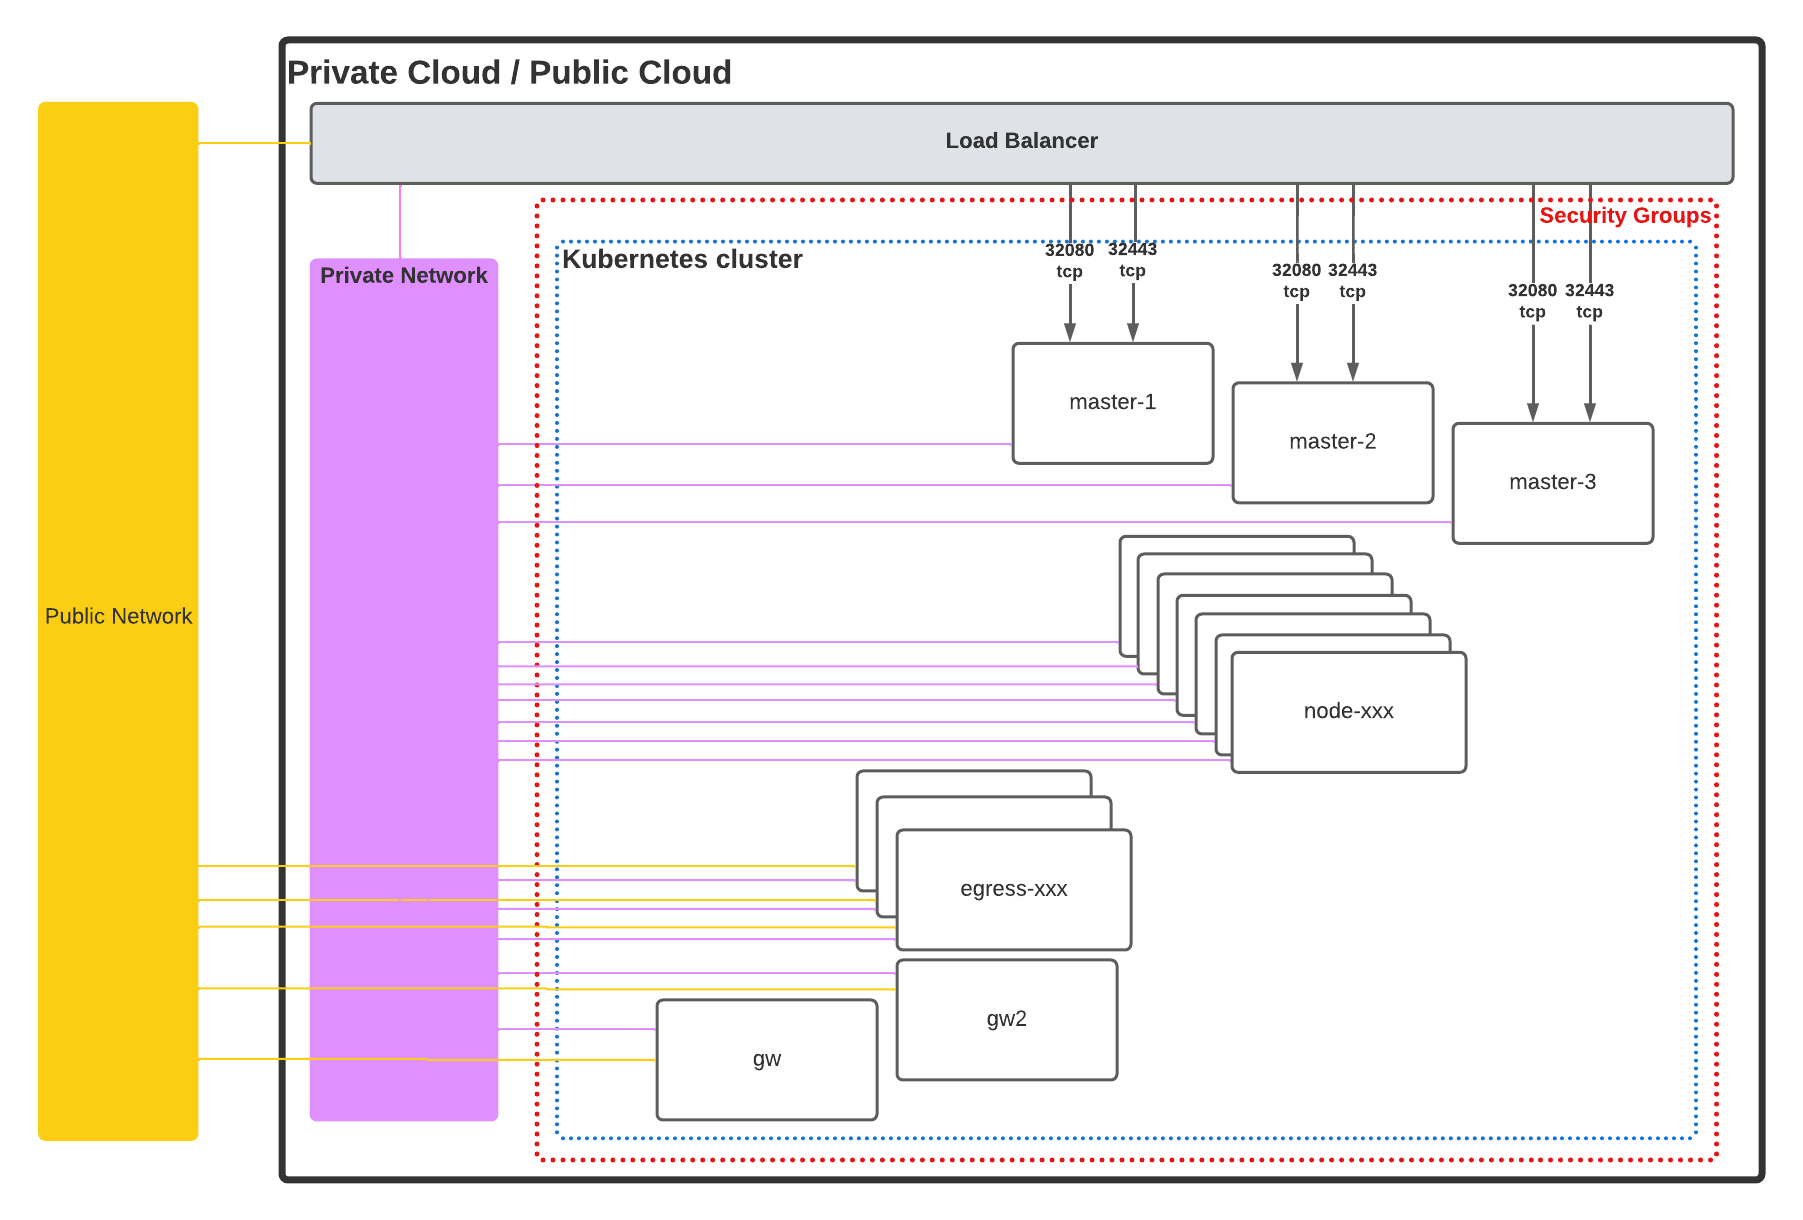 Private Cloud / Public Cloud
Load Balancer
Security Groups
Kubernetes cluster
32080
tcp
32443
tcp
32080
tcp
32443
tcp
32080
tcp
32443
tcp
Private Network
master-1
master-2
master-3
Public Network
node-xxx
egress-xxx
gw2
gw